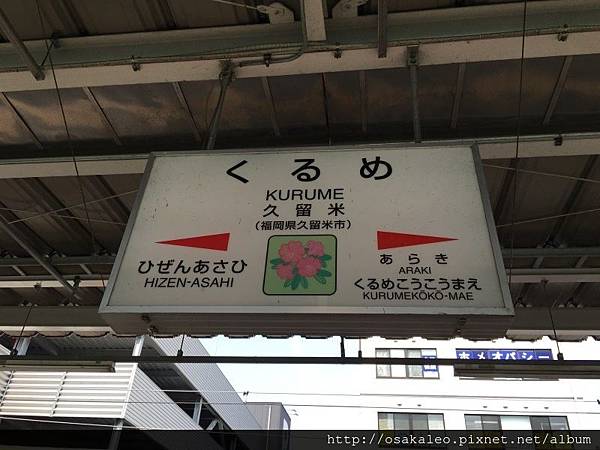 くるめ
KURUME
久留米
(福岡県久留米市)
ひぜんあさひ
HIZEN-ASAHI
あらき
ARAKI
くるめこうこうまえ
KURUMEKŌKŌ-MAE
http://osakaleo.pixnet.net/album